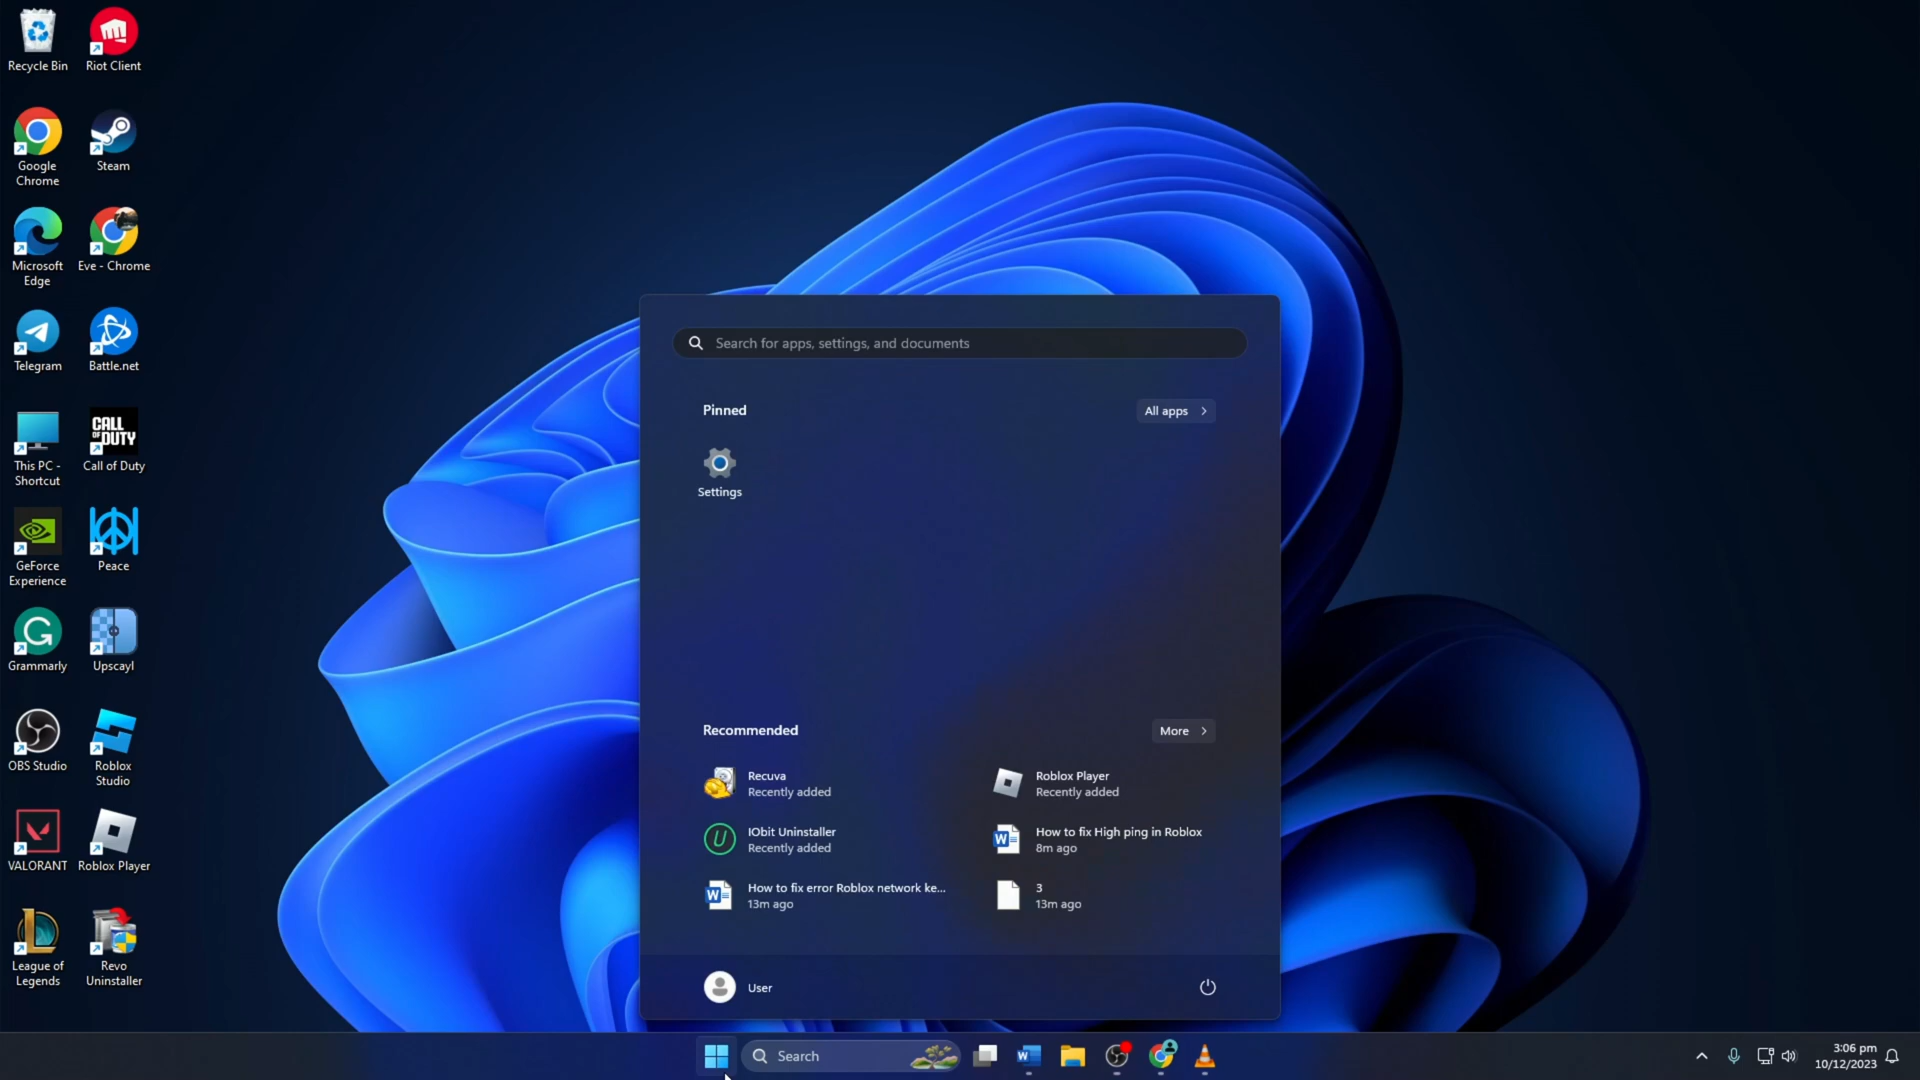 Recycle Bin
Riot Client
Google
Chrome
Steam
Microsoft
Edge
Eve - Chrome
Telegram
Battle.net
This PC -
Shortcut
CALL
OF DUTY
Call of Duty
GeForce
Experience
Peace
Grammarly
Upscayl
OBS Studio
Roblox
Studio
VALORANT
Roblox Player
League of
Legends
Revo
Uninstaller
Search for apps, settings, and documents
Pinned
All apps
Settings
Recommended
More
Recuva
Recently added
Roblox Player
Recently added
IObit Uninstaller
Recently added
How to fix High ping in Roblox
8m ago
How to fix error Roblox network ke...
13m ago
3
13m ago
User
Search
3:06 pm
10/12/2023